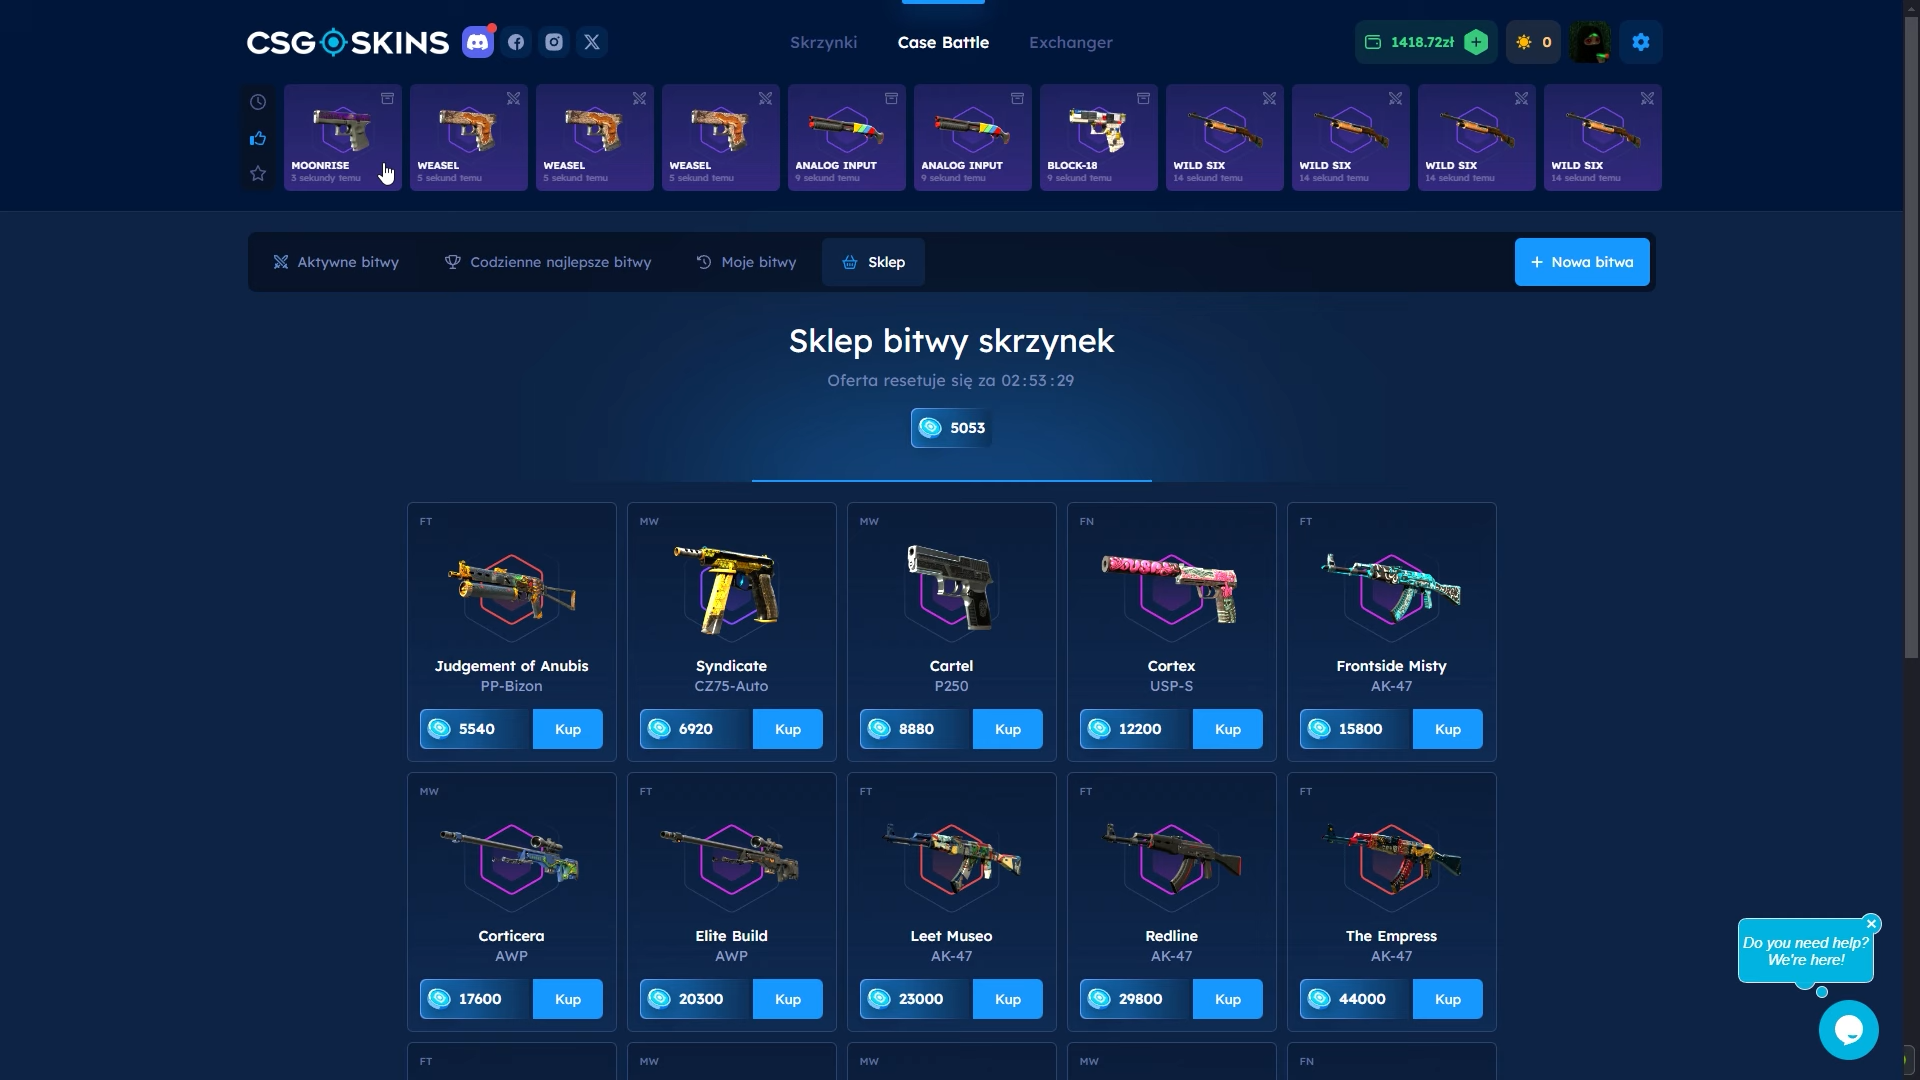 CSG SKINS
Skrzynki
Case Battle
Exchanger
1418.72zł
0
MOONRISE
3 sekundy temu
WEASEL
5 sekund temu
WEASEL
5 sekund temu
WEASEL
5 sekund temu
ANALOG INPUT
9 sekund temu
ANALOG INPUT
9 sekund temu
BLOCK-18
9 sekund temu
WILD SIX
14 sekund temu
WILD SIX
14 sekund temu
WILD SIX
14 sekund temu
WILD SIX
14 sekund temu
Aktywne bitwy
Codzienne najlepsze bitwy
Moje bitwy
Sklep
+ Nowa bitwa
Sklep bitwy skrzynek
Oferta resetuje się za 02:53:29
5053
FT
Judgement of Anubis
PP-Bizon
5540
Kup
MW
Syndicate
CZ75-Auto
6920
Kup
MW
Cartel
P250
8880
Kup
FN
Cortex
USP-S
12200
Kup
FT
Frontside Misty
AK-47
15800
Kup
MW
Corticera
AWP
17600
Kup
FT
Elite Build
AWP
20300
Kup
FT
Leet Museo
AK-47
23000
Kup
FT
Redline
AK-47
29800
Kup
FT
The Empress
AK-47
44000
Kup
FT
MW
MW
MW
FN
Do you need help?
We're here!